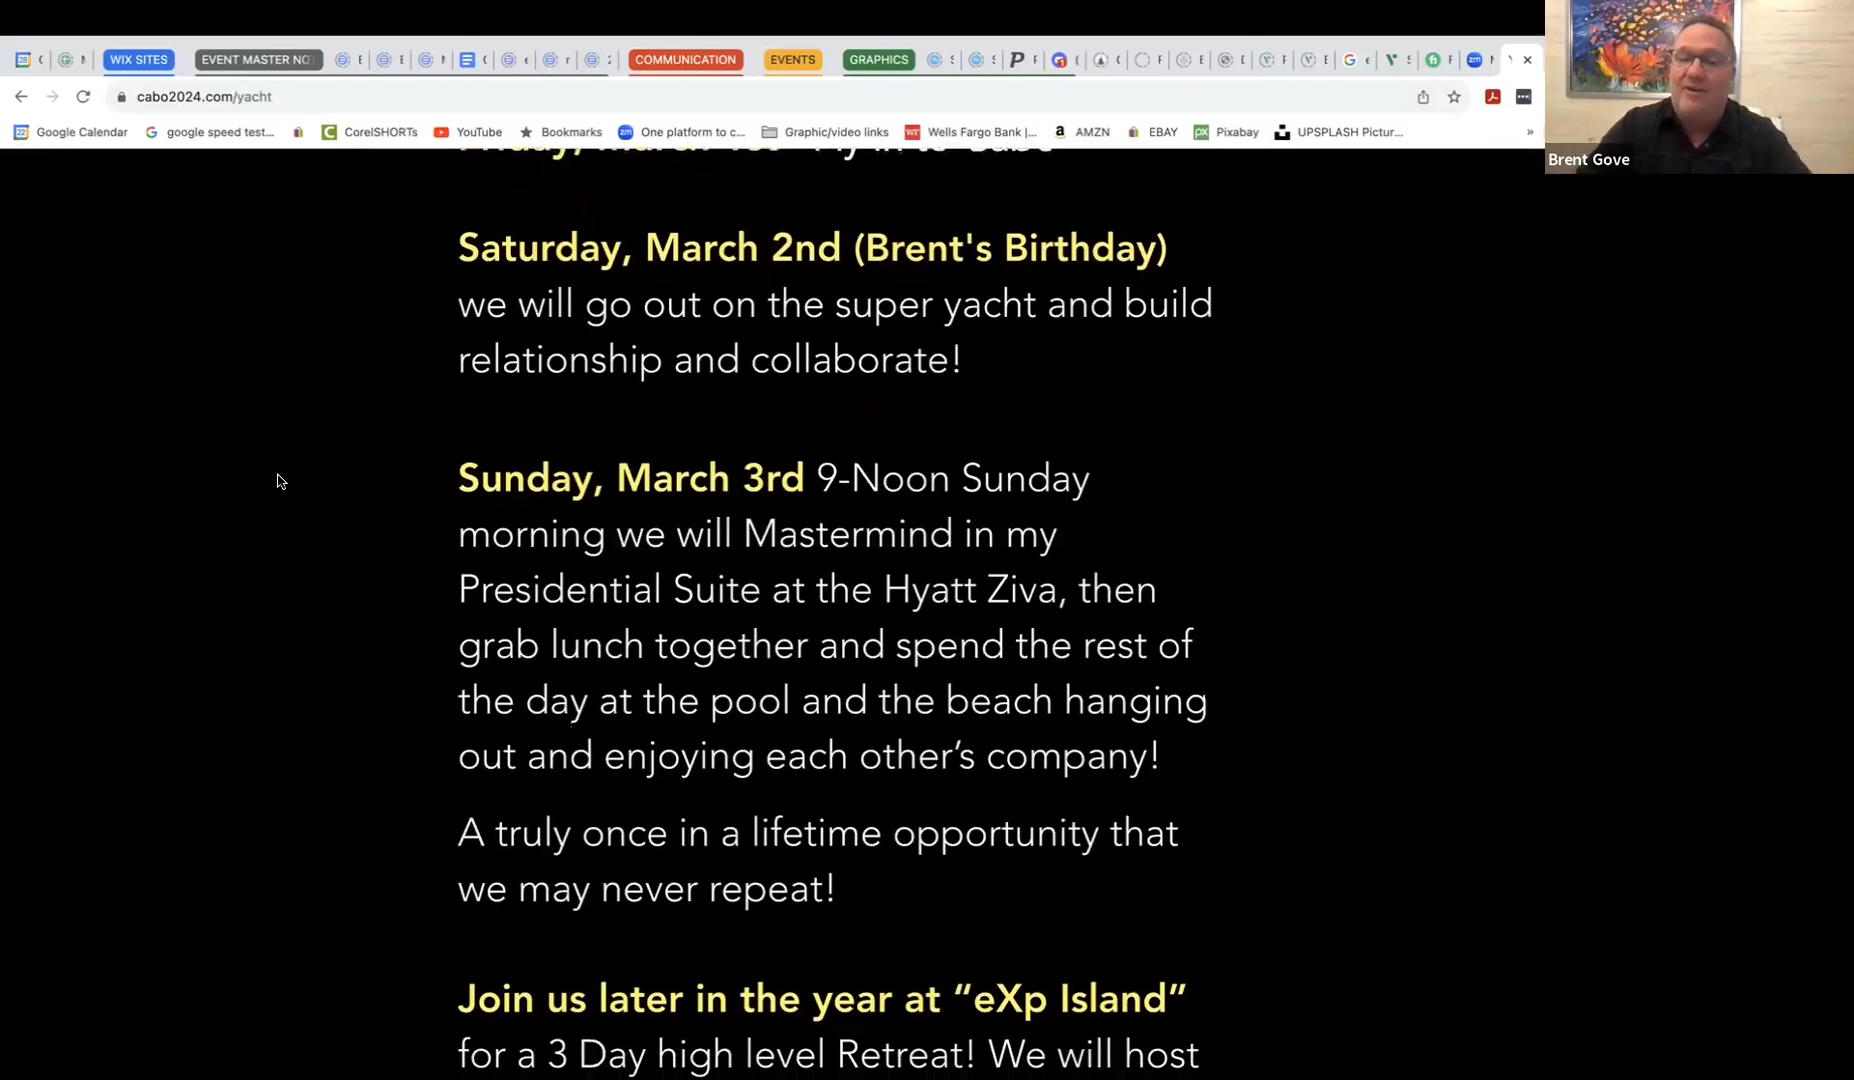 WIX SITES
EVENT MASTER NO
COMMUNICATION
EVENTS
GRAPHICS
cabo2024.com/yacht
Google Calendar
google speed test...
CorelSHORTs
YouTube
Bookmarks
One platform to c...
Graphic/video links
Wells Fargo Bank |...
AMZN
EBAY
Pixabay
UPSPLASH Pictur...
»
Brent Gove
Saturday, March 2nd (Brent's Birthday)
we will go out on the super yacht and build
relationship and collaborate!
Sunday, March 3rd 9-Noon Sunday
morning we will Mastermind in my
Presidential Suite at the Hyatt Ziva, then
grab lunch together and spend the rest of
the day at the pool and the beach hanging
out and enjoying each other’s company!
A truly once in a lifetime opportunity that
we may never repeat!
Join us later in the year at “eXp Island”
for a 3 Day high level Retreat! We will host